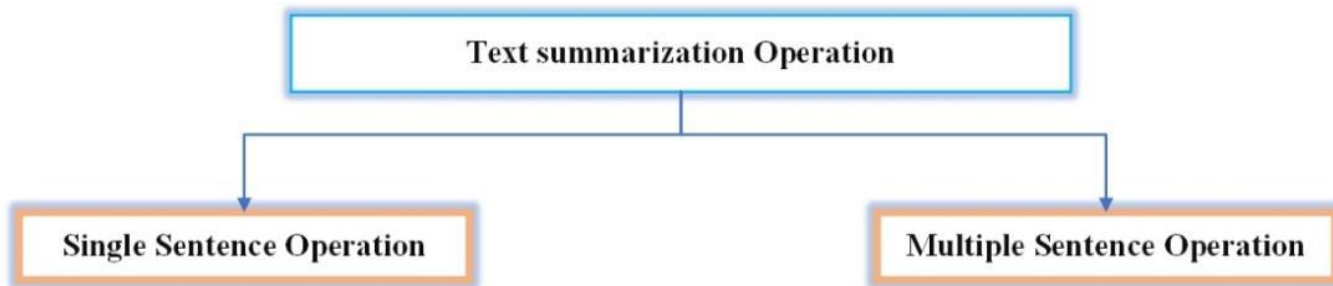 Text summarization Operation
Single Sentence Operation
Multiple Sentence Operation